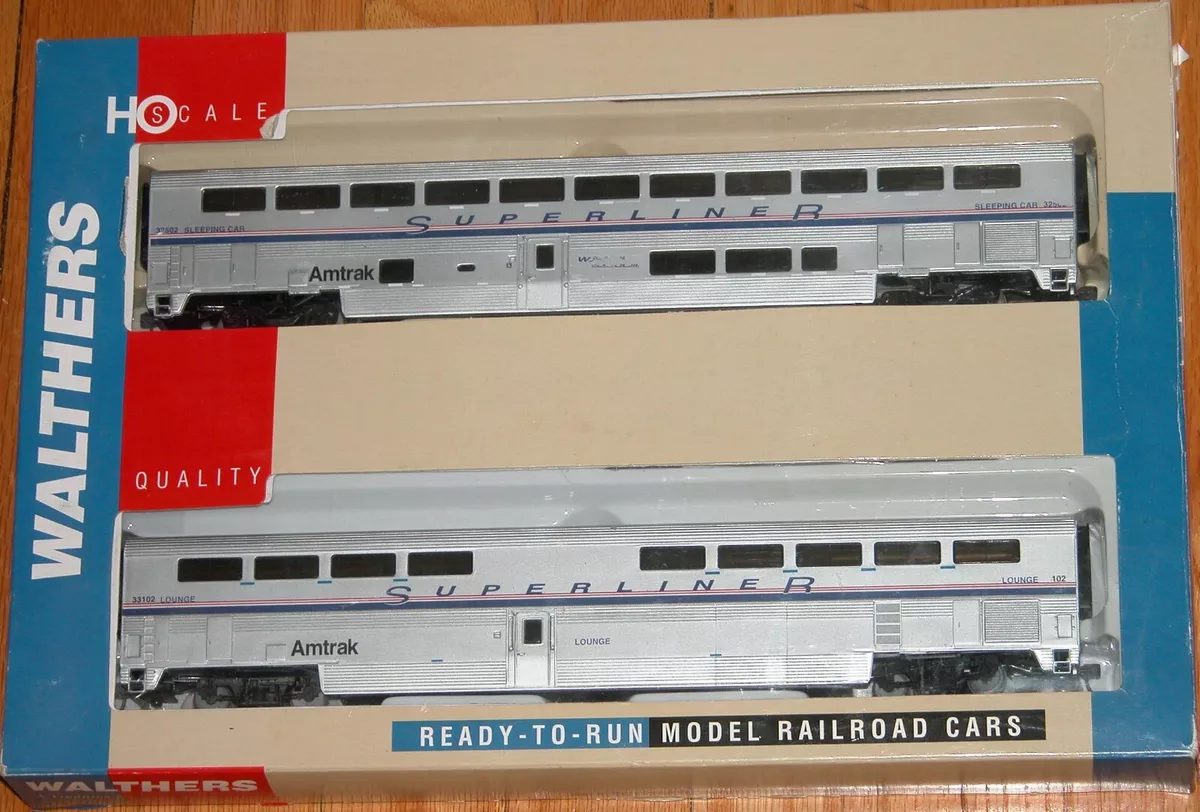 HO SCALE
WALTHERS
SUPERLINER
SLEEPING CAR
SLEEPING CAR
Amtrak
QUALITY
SUPERLINER
33102 LOUNGE
LOUNGE 102
Amtrak
LOUNGE
READY-TO-RUN MODEL RAILROAD CARS
WALTHERS